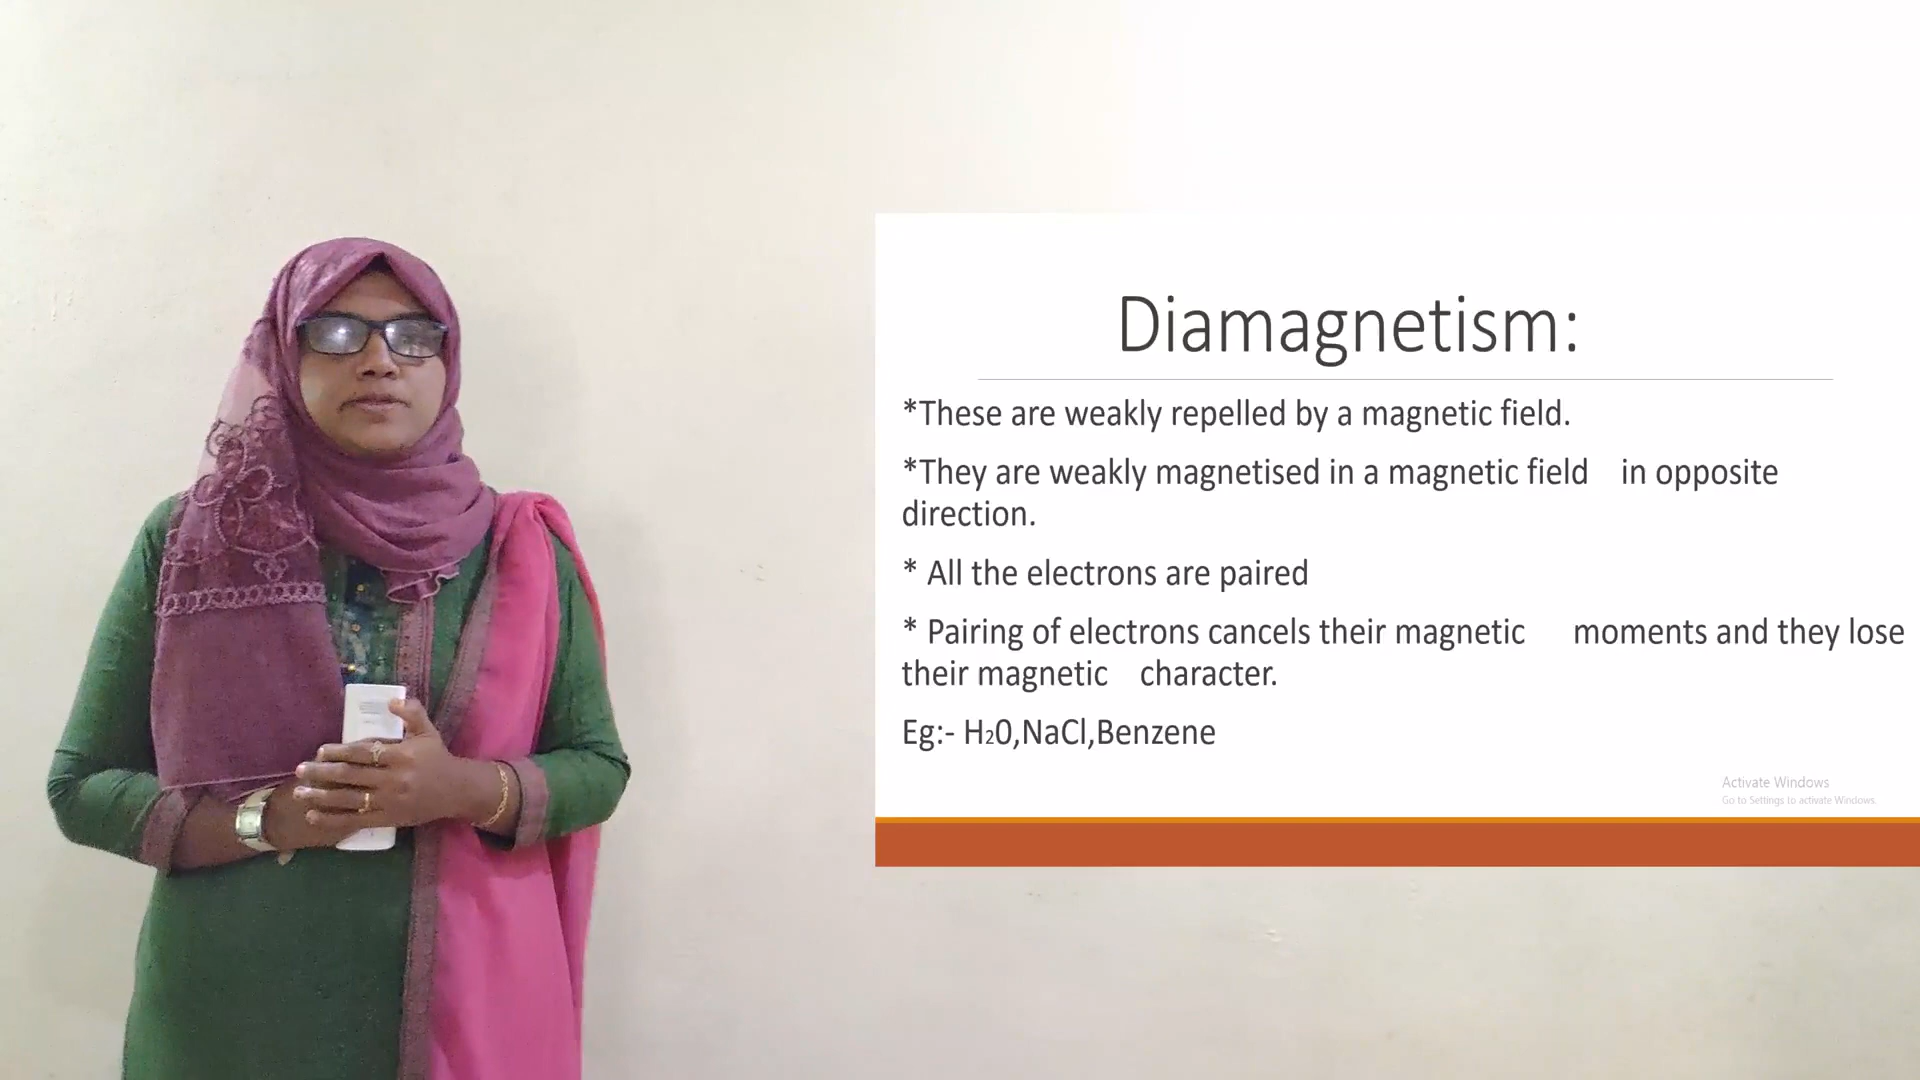 Diamagnetism:
*These are weakly repelled by a magnetic field.
*They are weakly magnetised in a magnetic field in opposite
direction.
* All the electrons are paired
* Pairing of electrons cancels their magnetic moments and they lose
their magnetic character.
Eg:- H₂0,NaCl,Benzene
Activate Windows
Go to Settings to activate Windows.